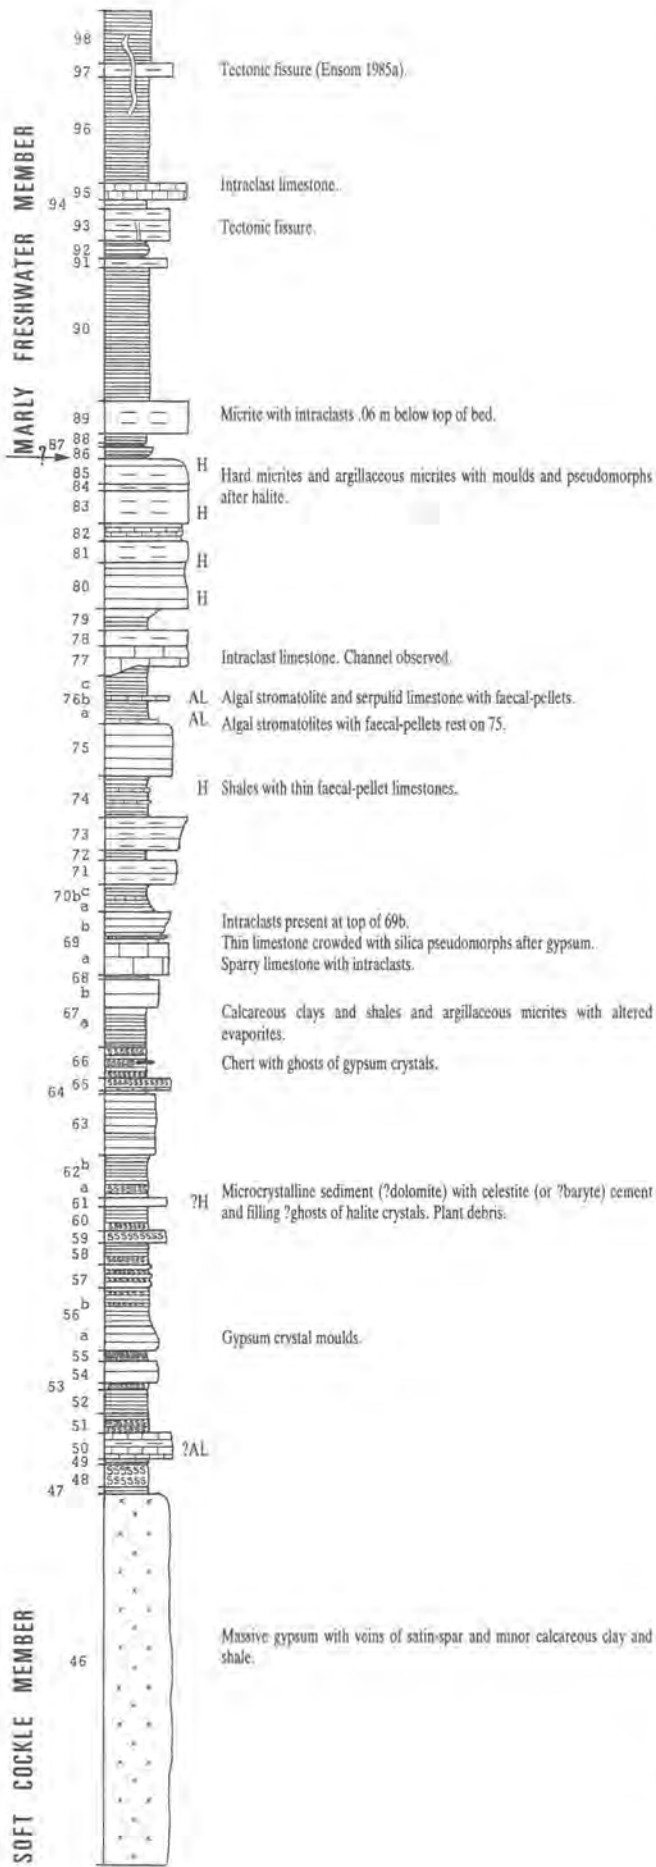 MARLY FRESHWATER MEMBER
98
97 Tectonic fissure (Ensom 1985a).
96
95 Intraclast limestone.
94
93 Tectonic fissure.
92
91
90
89 Micrite with intraclasts .06 m below top of bed.
88
87
?
86
85 H Hard micrites and argillaceous micrites with moulds and pseudomorphs
84 after halite.
83 H
82
81 H
80 H
79
78
77 Intraclast limestone. Channel observed.
c
76b AL Algal stromatolite and serpulid limestone with faecal-pellets.
a AL Algal stromatolites with faecal-pellets rest on 75.
75
74 H Shales with thin faecal-pellet limestones.
73
72
71
c
70b
a
b Intraclasts present at top of 69b.
69 Thin limestone crowded with silica pseudomorphs after gypsum.
a Sparry limestone with intraclasts.
68
b
67 Calcareous clays and shales and argillaceous micrites with altered
a evaporites.
66 Chert with ghosts of gypsum crystals.
65
64
63
b
62
a Microcrystalline sediment (?dolomite) with celestite (or ?baryte) cement
61 ?H and filling ?ghosts of halite crystals. Plant debris.
60
59
58
57
b
56
a Gypsum crystal moulds.
55
54
53
52
51
50 ?AL
49
48
47
SOFT COCKLE MEMBER
46 Massive gypsum with veins of satin-spar and minor calcareous clay and
shale.